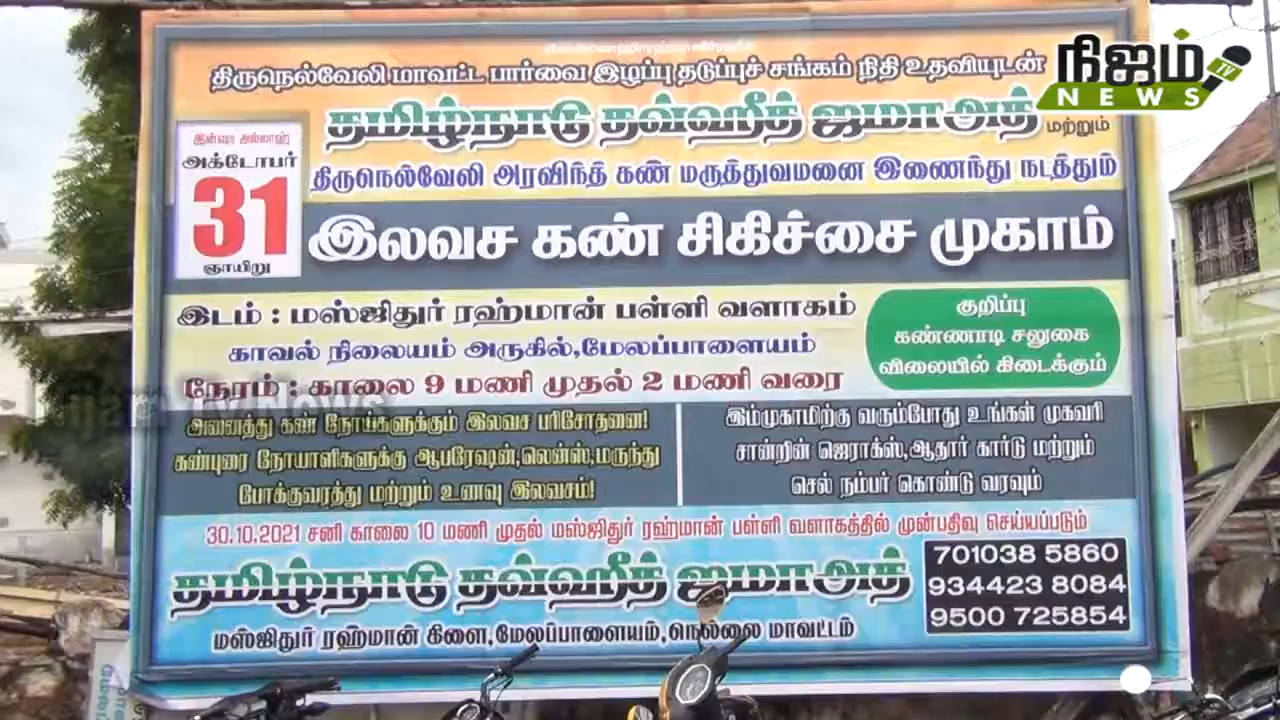 நிஜம் TV
NEWS
திருநெல்வேலி மாவட்ட பார்வை இழப்பு தடுப்புச் சங்கம் நிதி உதவியுடன்
தமிழ்நாடு தவ்ஹீத் ஜமாஅத் மற்றும்
திருநெல்வேலி அரவிந்த் கண் மருத்துவமனை இணைந்து நடத்தும்
இன்ஷா அல்லாஹ்
அக்டோபர்
31
ஞாயிறு
இலவச கண் சிகிச்சை முகாம்
இடம் : மஸ்ஜிதுர் ரஹ்மான் பள்ளி வளாகம்
காவல் நிலையம் அருகில்,மேலப்பாளையம்
நேரம் : காலை 9 மணி முதல் 2 மணி வரை
குறிப்பு
கண்ணாடி சலுகை
விலையில் கிடைக்கும்
Nijam Tv News
அனைத்து கண் நோய்களுக்கும் இலவச பரிசோதனை!
கண்புரை நோயாளிகளுக்கு ஆபரேஷன்,லென்ஸ்,மருந்து
போக்குவரத்து மற்றும் உணவு இலவசம்!
இம்முகாமிற்கு வரும்போது உங்கள் முகவரி
சான்றின் ஜெராக்ஸ்,ஆதார் கார்டு மற்றும்
செல் நம்பர் கொண்டு வரவும்
30.10.2021 சனி காலை 10 மணி முதல் மஸ்ஜிதுர் ரஹ்மான் பள்ளி வளாகத்தில் முன்பதிவு செய்யப்படும்
தமிழ்நாடு தவ்ஹீத் ஜமாஅத்
மஸ்ஜிதுர் ரஹ்மான் கிளை,மேலப்பாளையம்,நெல்லை மாவட்டம்
701038 5860
934423 8084
9500 725854